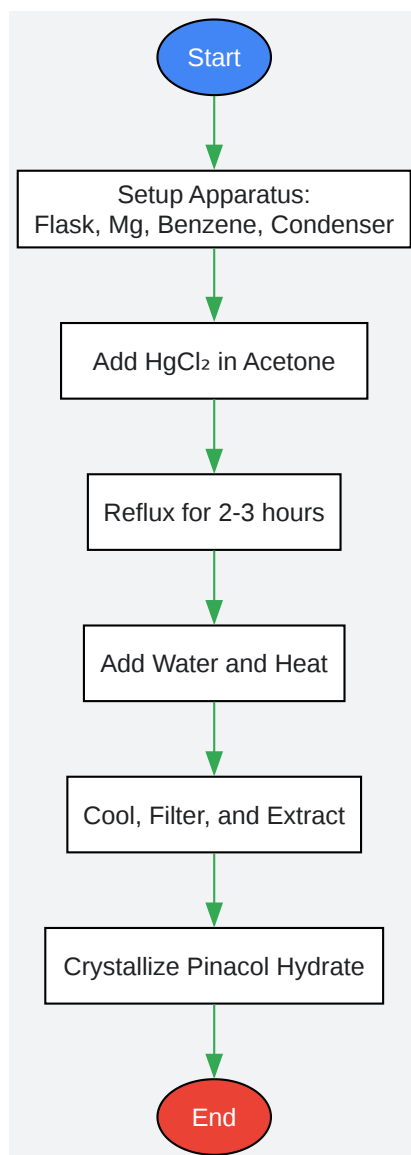 Start
Setup Apparatus:
Flask, Mg, Benzene, Condenser
Add HgCl₂ in Acetone
Reflux for 2-3 hours
Add Water and Heat
Cool, Filter, and Extract
Crystallize Pinacol Hydrate
End